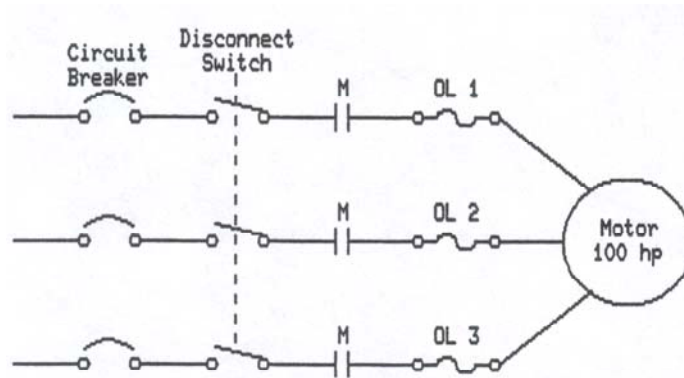 Circuit
Breaker
Disconnect
Switch
M
OL 1
M
OL 2
Motor
100 hp
M
OL 3